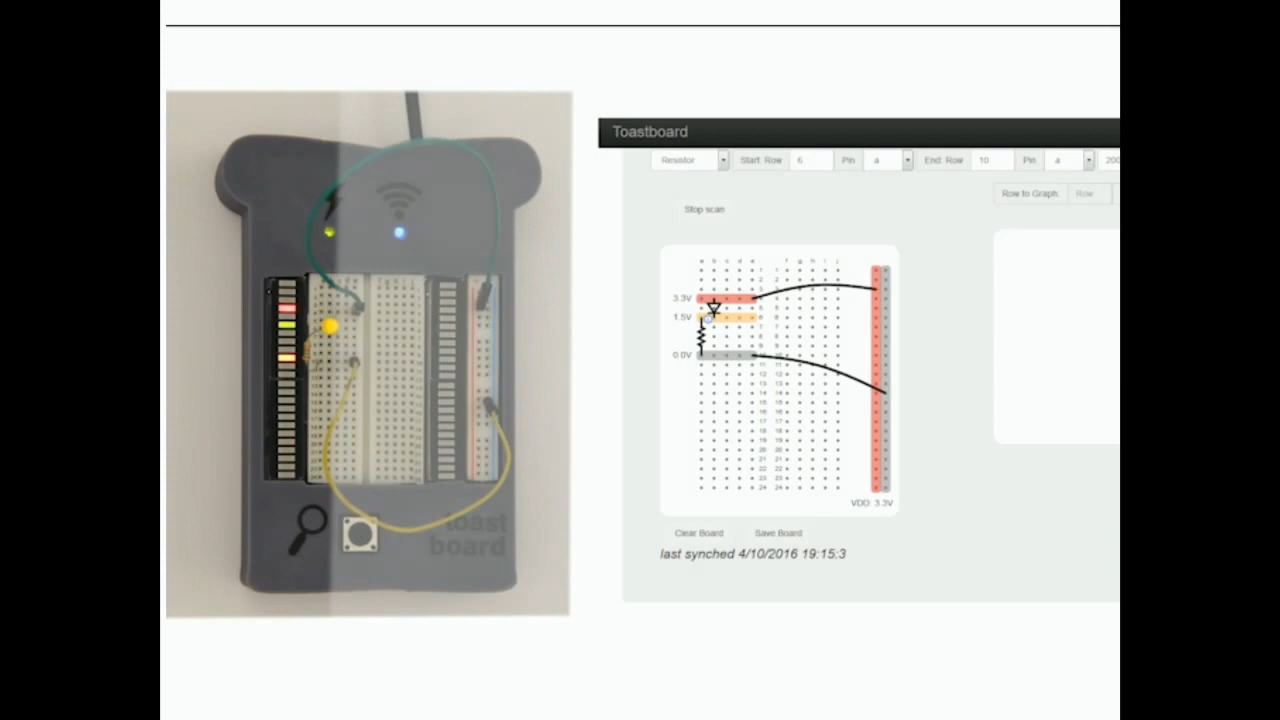 toast
board
Toastboard
Resistor Start Row 6 Pin a End Row 10 Pin a 200
Row to Graph: Row
Stop scan
a b c d e f g h i j
3.3V
1.5V
0.0V
VDD: 3.3V
Clear Board Save Board
last synched 4/10/2016 19:15:3